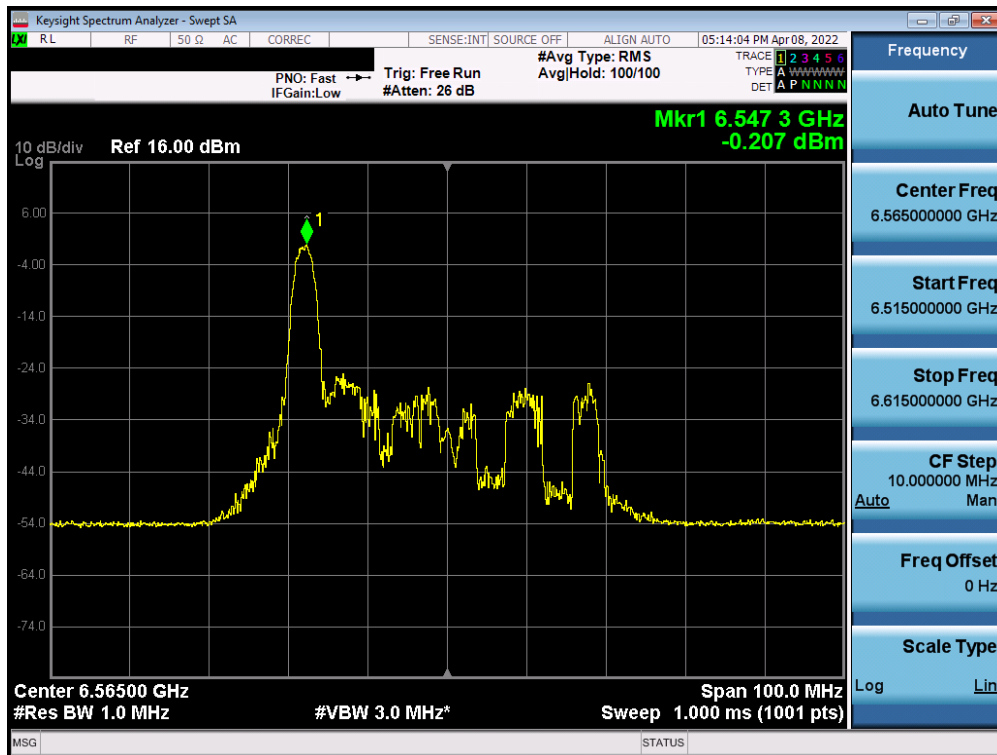 Keysight Spectrum Analyzer - Swept SA
LXI RL RF 50 Ω AC CORREC SENSE:INT SOURCE OFF ALIGN AUTO 05:14:04 PM Apr 08, 2022
PNO: Fast
IFGain:Low
Trig: Free Run
#Atten: 26 dB
#Avg Type: RMS
Avg|Hold: 100/100
TRACE 1 2 3 4 5 6
TYPE A WWWWW
DET A P N N N N
Mkr1 6.547 3 GHz
-0.207 dBm
10 dB/div Ref 16.00 dBm
Log
1
6.00
-4.00
-14.0
-24.0
-34.0
-44.0
-54.0
-64.0
-74.0
Center 6.56500 GHz Span 100.0 MHz
#Res BW 1.0 MHz #VBW 3.0 MHz* Sweep 1.000 ms (1001 pts)
MSG STATUS
Frequency
Auto Tune
Center Freq
6.565000000 GHz
Start Freq
6.515000000 GHz
Stop Freq
6.615000000 GHz
CF Step
10.000000 MHz
Auto Man
Freq Offset
0 Hz
Scale Type
Log Lin